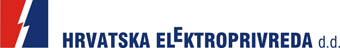 HRVATSKA ELEKTROPRIVREDA d.d.